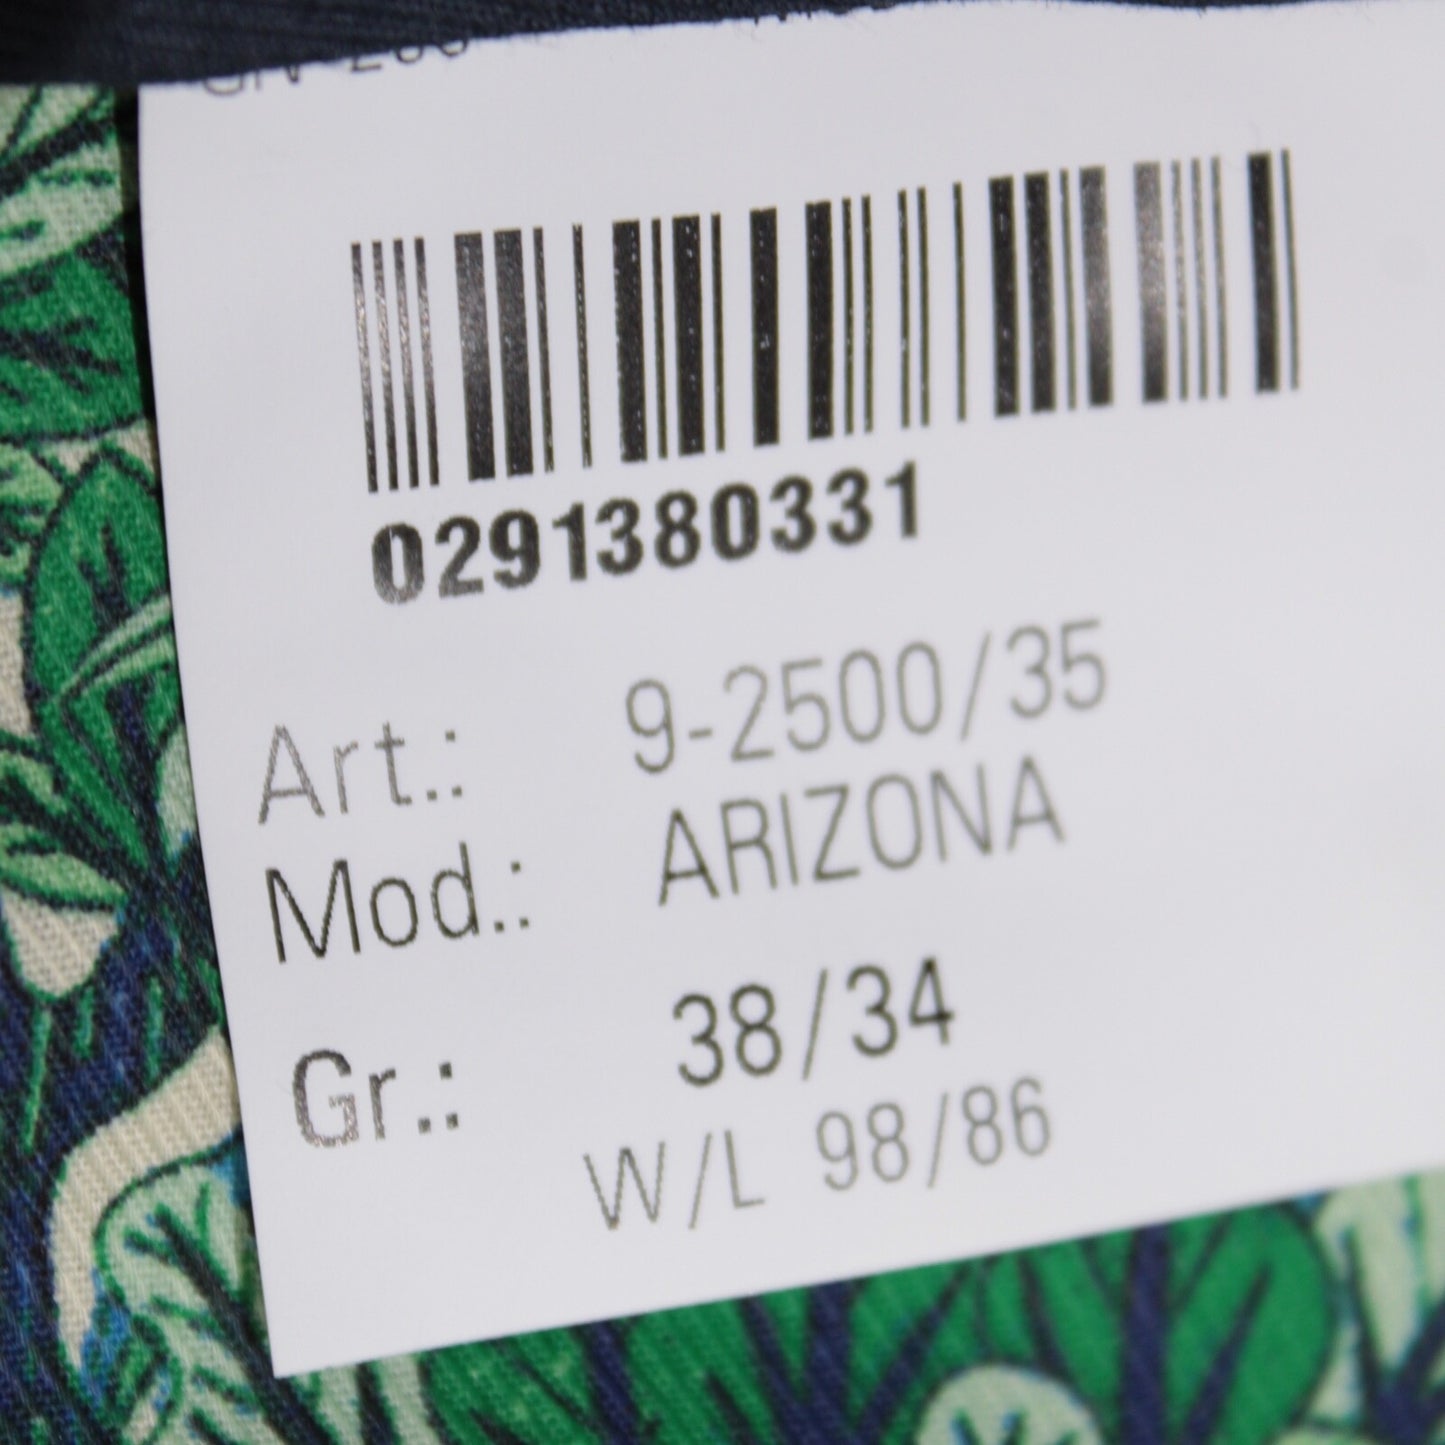 0291380331
Art.: 9-2500/35
Mod.: ARIZONA
Gr.: 38/34
W/L 98/86